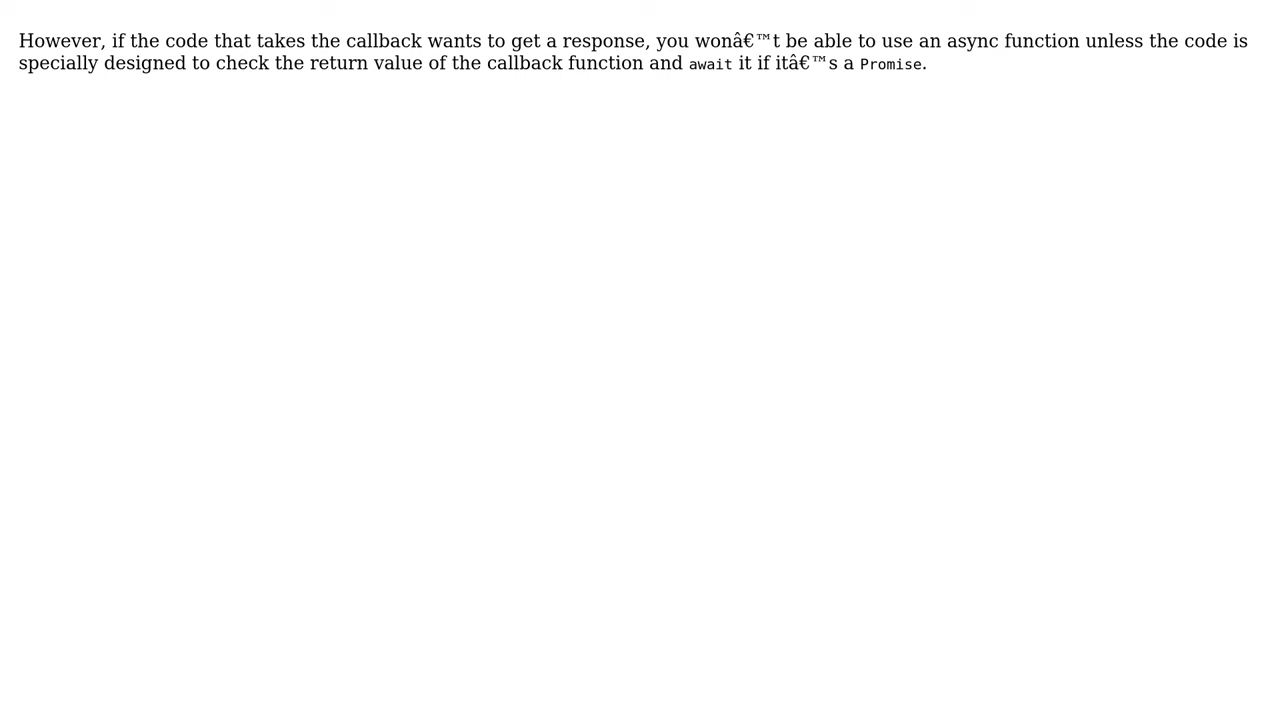 However, if the code that takes the callback wants to get a response, you wonâ€™t be able to use an async function unless the code is
specially designed to check the return value of the callback function and await it if itâ€™s a Promise.